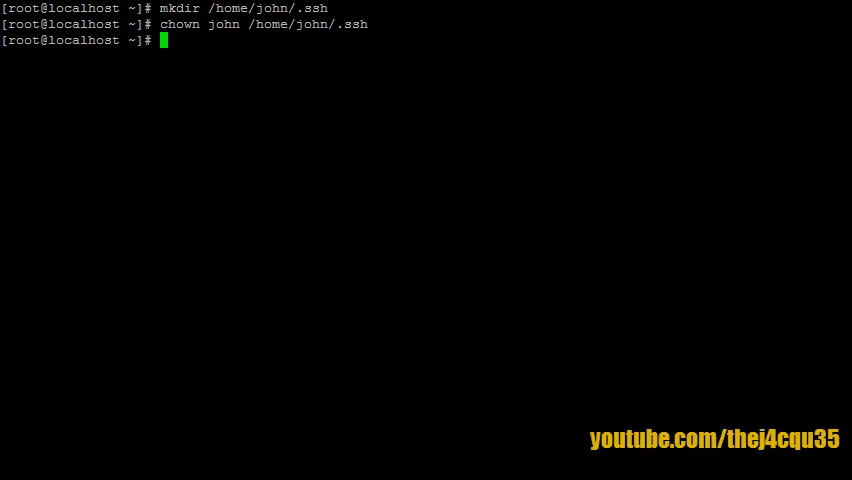 [root@localhost ~]# mkdir /home/john/.ssh
[root@localhost ~]# chown john /home/john/.ssh
[root@localhost ~]#
youtube.com/thej4cqu35